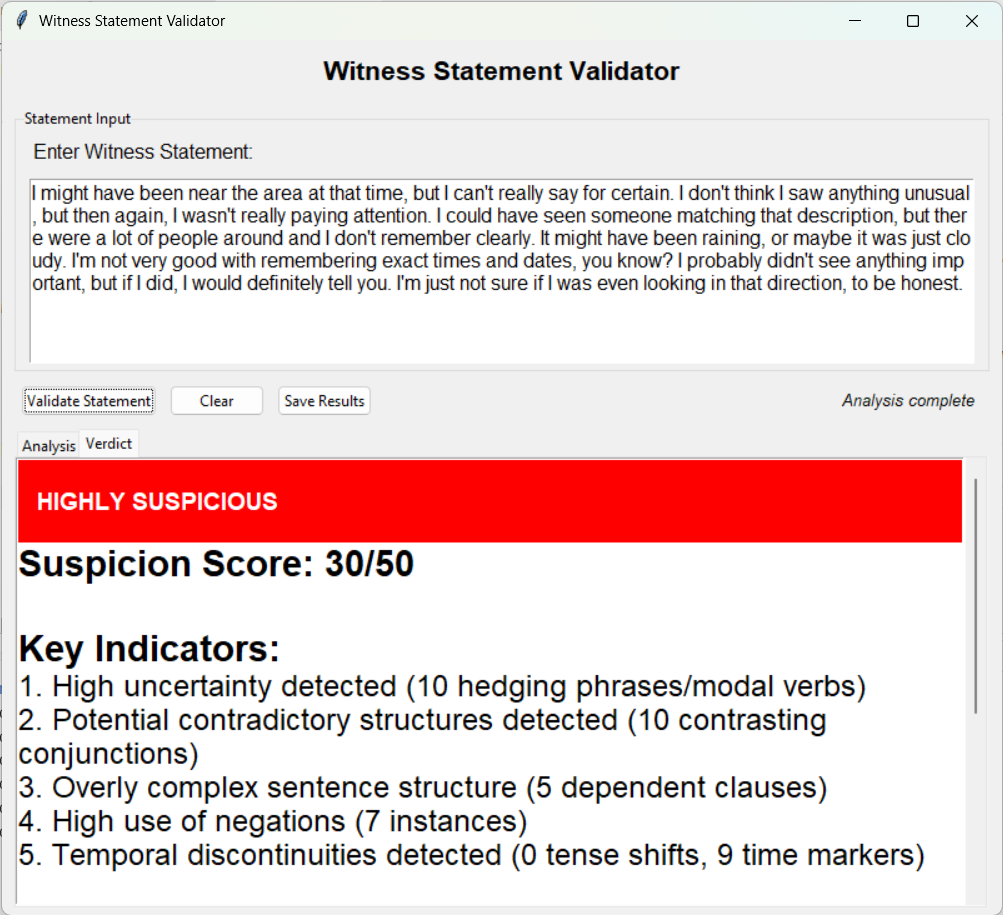 Witness Statement Validator
Witness Statement Validator
Statement Input
Enter Witness Statement:
I might have been near the area at that time, but I can't really say for certain. I don't think I saw anything unusual
, but then again, I wasn't really paying attention. I could have seen someone matching that description, but ther
e were a lot of people around and I don't remember clearly. It might have been raining, or maybe it was just clo
udy. I'm not very good with remembering exact times and dates, you know? I probably didn't see anything imp
ortant, but if I did, I would definitely tell you. I'm just not sure if I was even looking in that direction, to be honest.
Validate Statement Clear Save Results Analysis complete
Analysis Verdict
HIGHLY SUSPICIOUS
Suspicion Score: 30/50
Key Indicators:
1. High uncertainty detected (10 hedging phrases/modal verbs)
2. Potential contradictory structures detected (10 contrasting
conjunctions)
3. Overly complex sentence structure (5 dependent clauses)
4. High use of negations (7 instances)
5. Temporal discontinuities detected (0 tense shifts, 9 time markers)